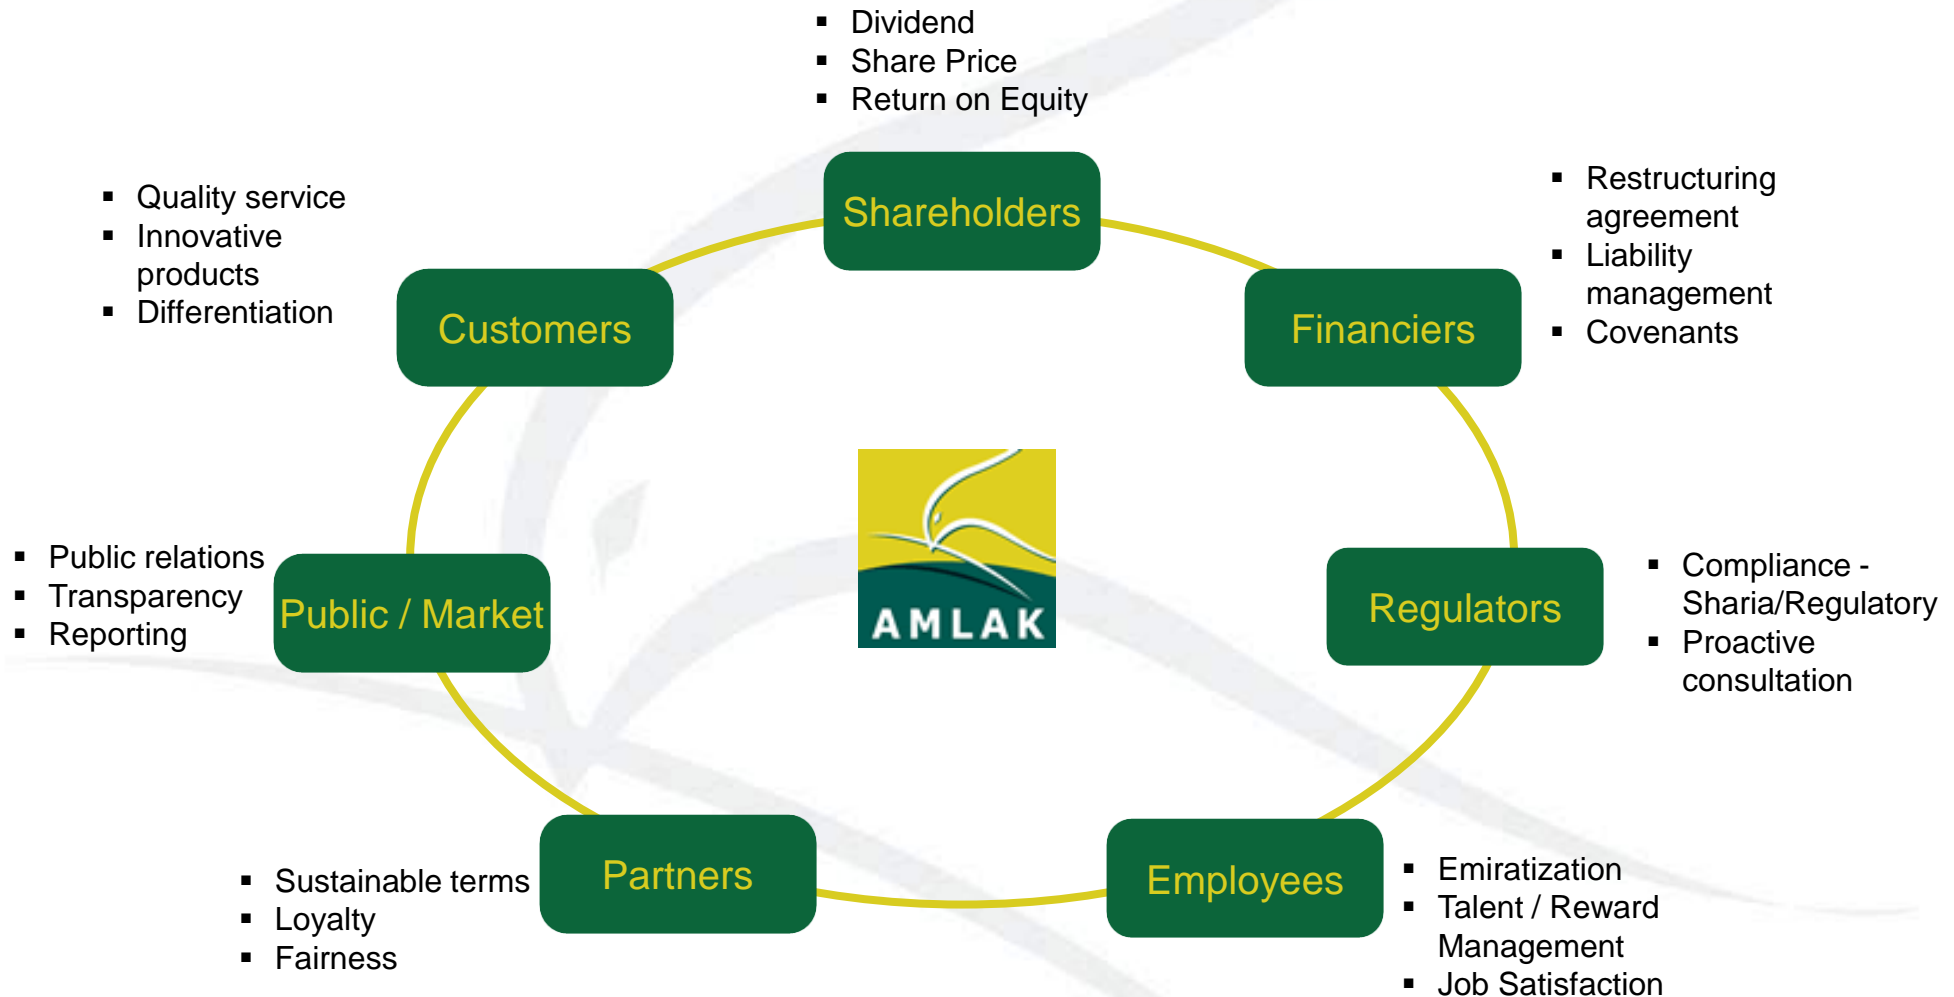 ▪ Dividend
▪ Share Price
▪ Return on Equity
Shareholders
▪ Quality service
▪ Innovative
products
▪ Differentiation
Customers
▪ Restructuring
agreement
▪ Liability
management
▪ Covenants
Financiers
AMLAK
▪ Public relations
▪ Transparency
▪ Reporting
Public / Market
▪ Compliance -
Sharia/Regulatory
▪ Proactive
consultation
Regulators
▪ Sustainable terms
▪ Loyalty
▪ Fairness
Partners
▪ Emiratization
▪ Talent / Reward
Management
▪ Job Satisfaction
Employees